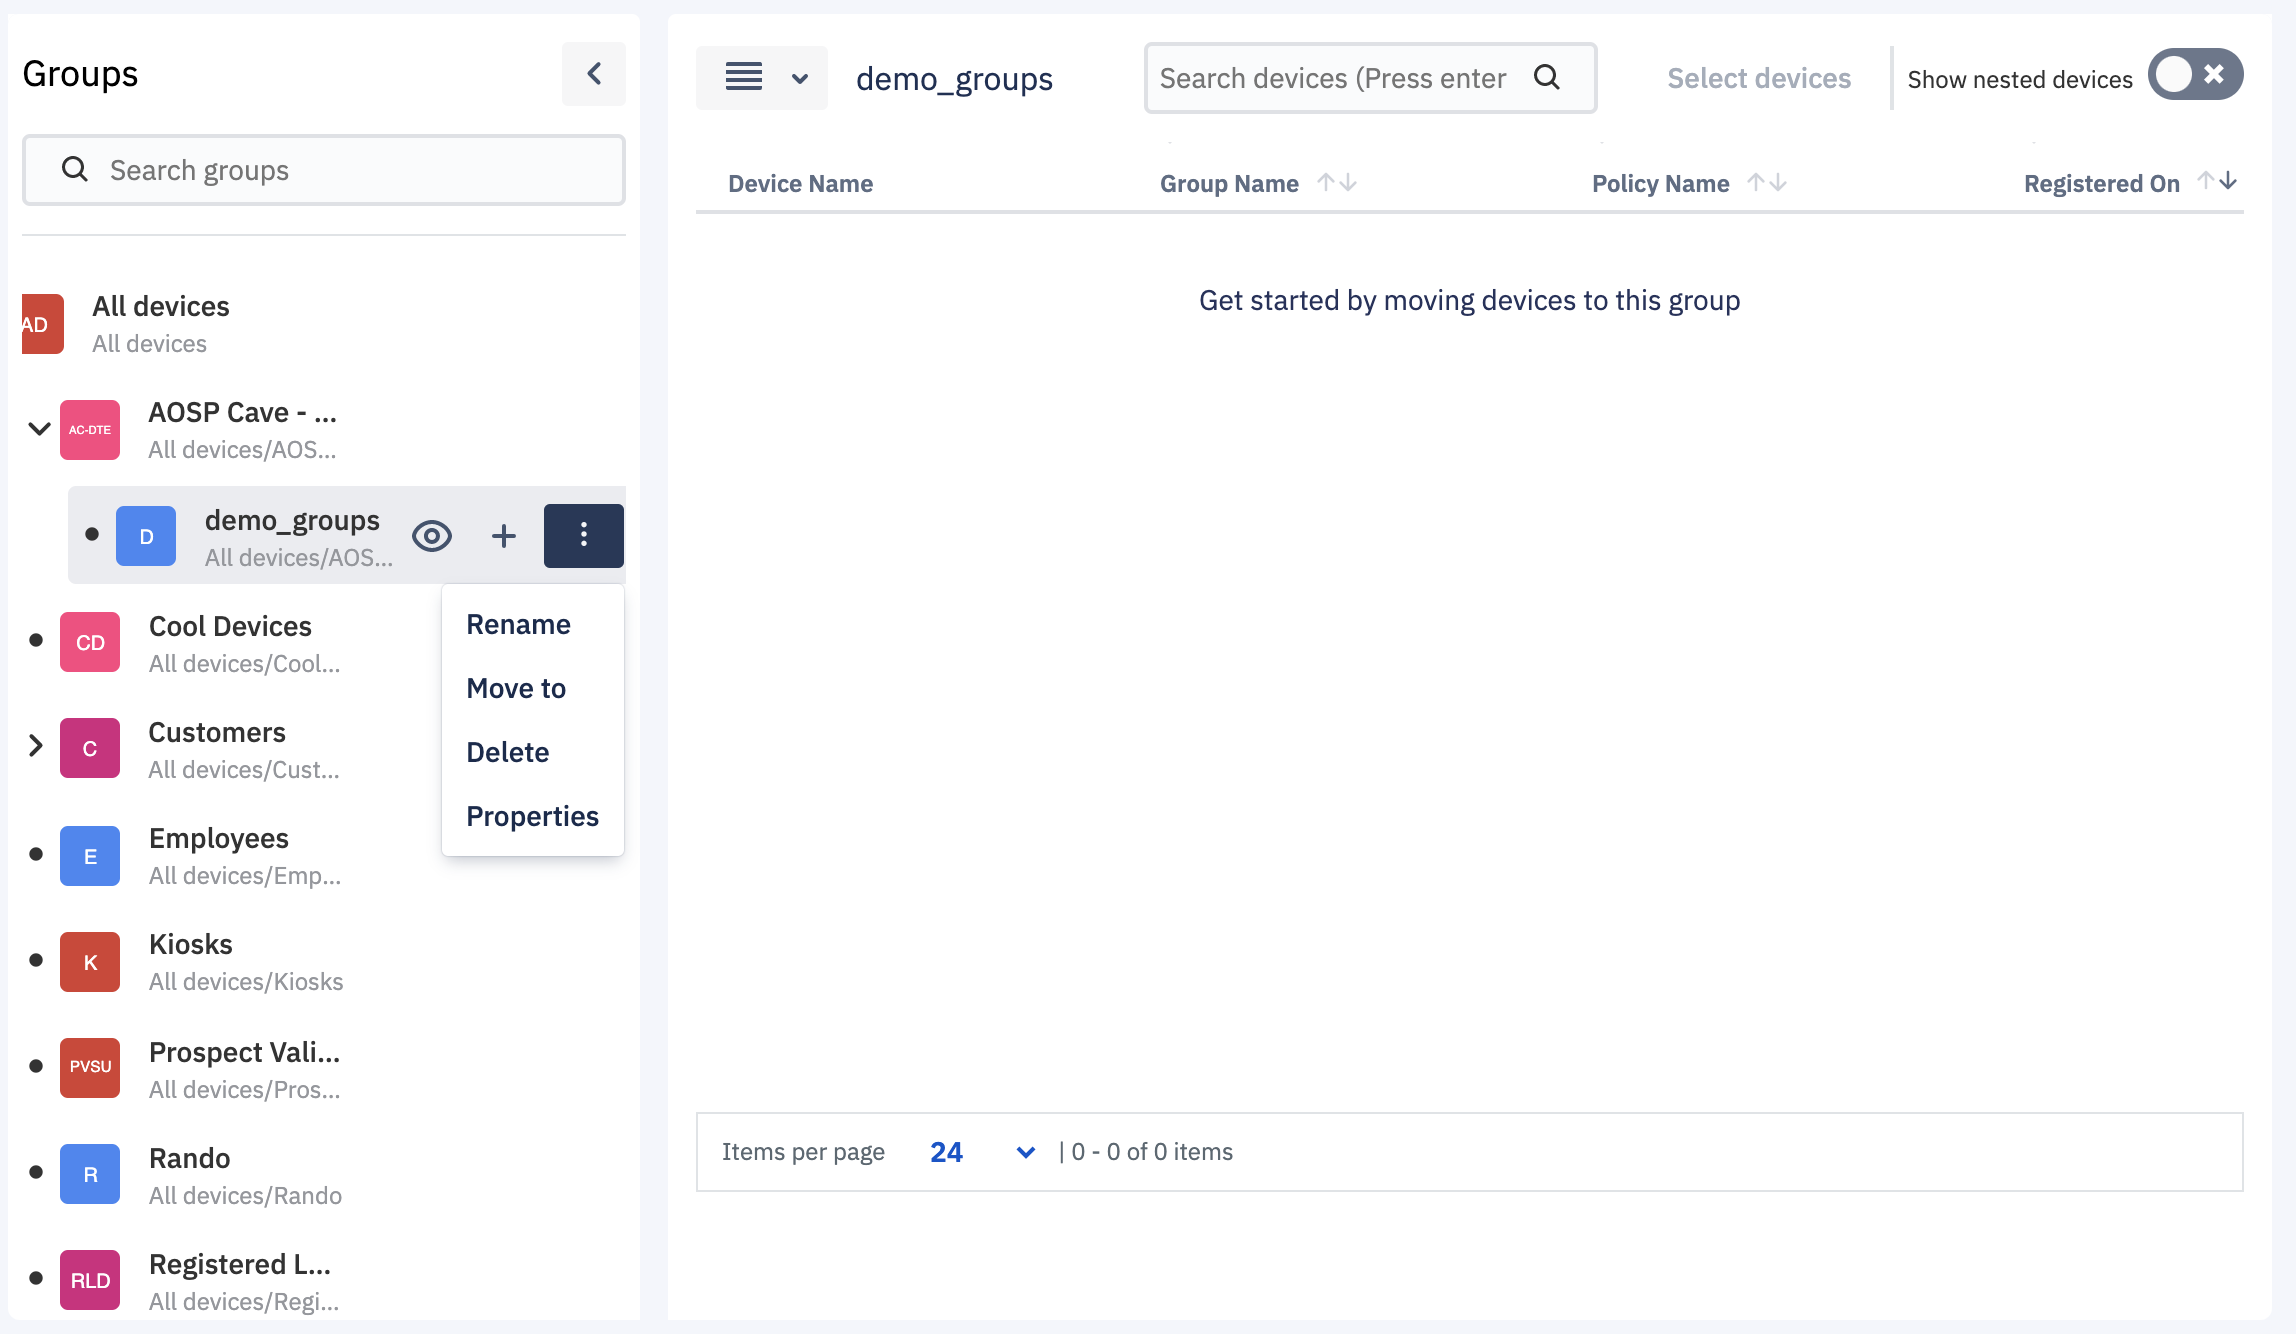 Groups
Search groups
AD
All devices
All devices
AC-DTE
AOSP Cave - ...
All devices/AOS...
D
demo_groups
All devices/AOS...
Rename
Move to
Delete
Properties
CD
Cool Devices
All devices/Cool...
C
Customers
All devices/Cust...
E
Employees
All devices/Emp...
K
Kiosks
All devices/Kiosks
PVSU
Prospect Vali...
All devices/Pros...
R
Rando
All devices/Rando
RLD
Registered L...
All devices/Regi...
demo_groups
Search devices (Press enter
Select devices
Show nested devices
Device Name
Group Name
Policy Name
Registered On
Get started by moving devices to this group
Items per page 24 | 0 - 0 of 0 items